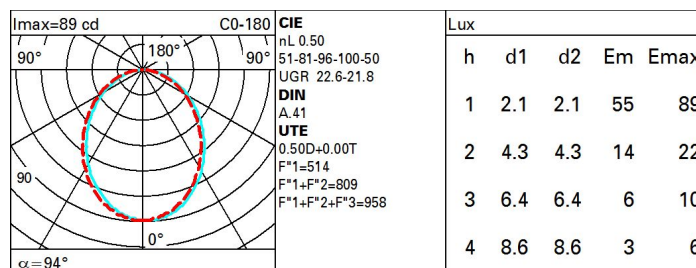 Imax=89 cd C0-180
90° 180° 90°
90
0°
α=94°
CIE
nL 0.50
51-81-96-100-50
UGR 22.6-21.8
DIN
A.41
UTE
0.50D+0.00T
F"1=514
F"1+F"2=809
F"1+F"2+F"3=958
Lux
h d1 d2 Em Emax
1 2.1 2.1 55 89
2 4.3 4.3 14 22
3 6.4 6.4 6 10
4 8.6 8.6 3 6